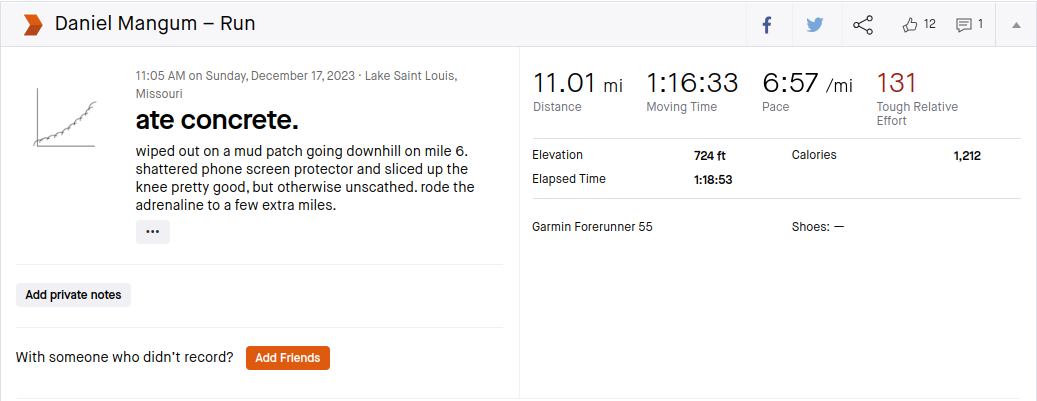 Daniel Mangum – Run
12
1
11:05 AM on Sunday, December 17, 2023 · Lake Saint Louis,
Missouri
ate concrete.
wiped out on a mud patch going downhill on mile 6.
shattered phone screen protector and sliced up the
knee pretty good, but otherwise unscathed. rode the
adrenaline to a few extra miles.
•••
Add private notes
With someone who didn't record? Add Friends
11.01 mi 1:16:33 6:57 /mi 131
Distance Moving Time Pace Tough Relative
Effort
Elevation 724 ft Calories 1,212
Elapsed Time 1:18:53
Garmin Forerunner 55 Shoes: —